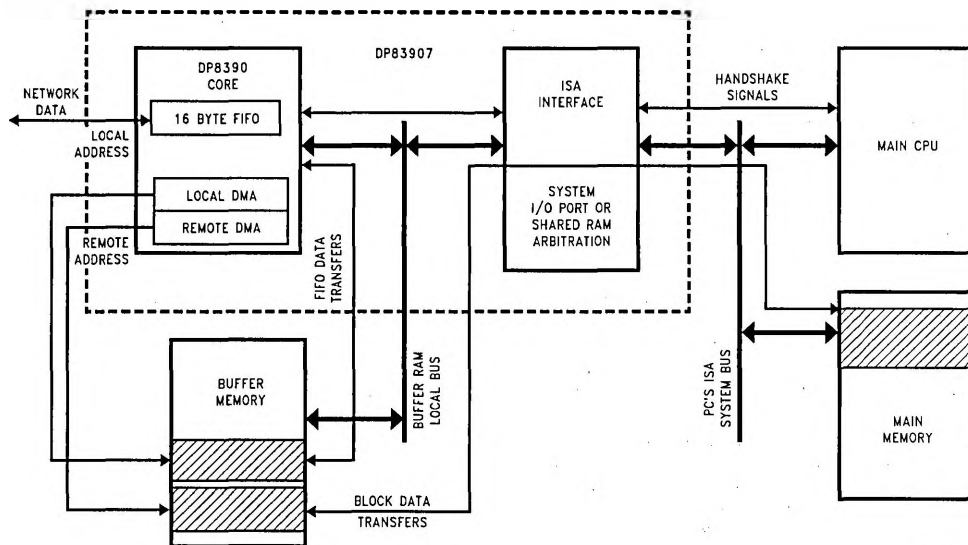 DP8390
CORE
DP83907
ISA
INTERFACE
HANDSHAKE
SIGNALS
NETWORK
DATA
16 BYTE FIFO
LOCAL
ADDRESS
MAIN CPU
LOCAL DMA
REMOTE DMA
REMOTE
ADDRESS
SYSTEM
I/O PORT OR
SHARED RAM
ARBITRATION
FIFO DATA
TRANSFERS
BUFFER
MEMORY
BUFFER RAM
LOCAL BUS
PC'S ISA
SYSTEM BUS
MAIN
MEMORY
BLOCK DATA
TRANSFERS